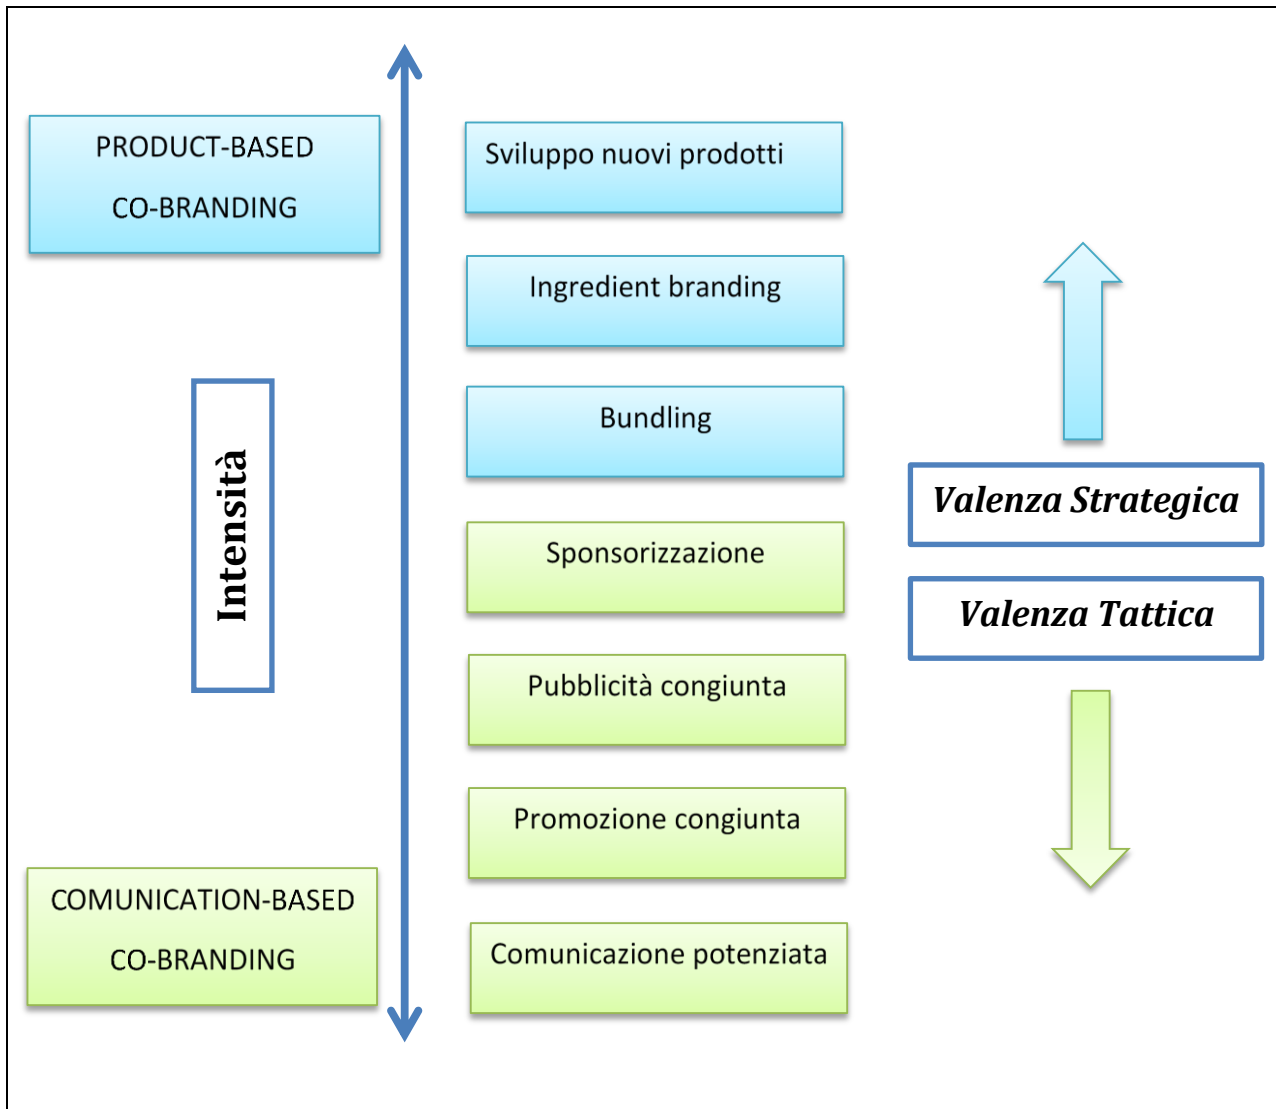 PRODUCT-BASED
CO-BRANDING
Sviluppo nuovi prodotti
Ingredient branding
Bundling
Intensità
Valenza Strategica
Sponsorizzazione
Valenza Tattica
Pubblicità congiunta
Promozione congiunta
COMUNICATION-BASED
CO-BRANDING
Comunicazione potenziata